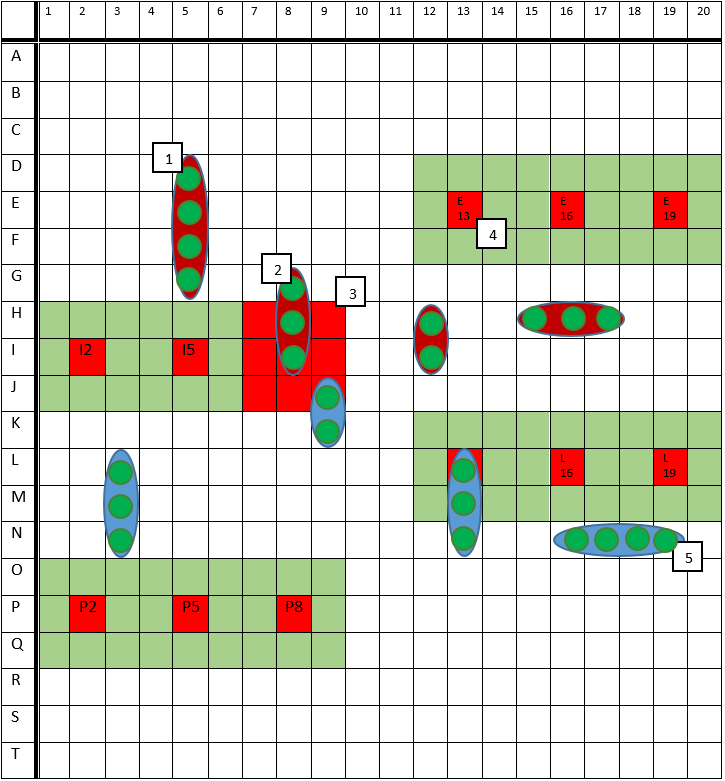 1 2 3 4 5 6 7 8 9 10 11 12 13 14 15 16 17 18 19 20
A
B
C
1
D
E E E E
13 16 19
F 4
G 2
3
H
I I2 I5
J
K
L L L
16 19
M
N
5
O
P P2 P5 P8
Q
R
S
T